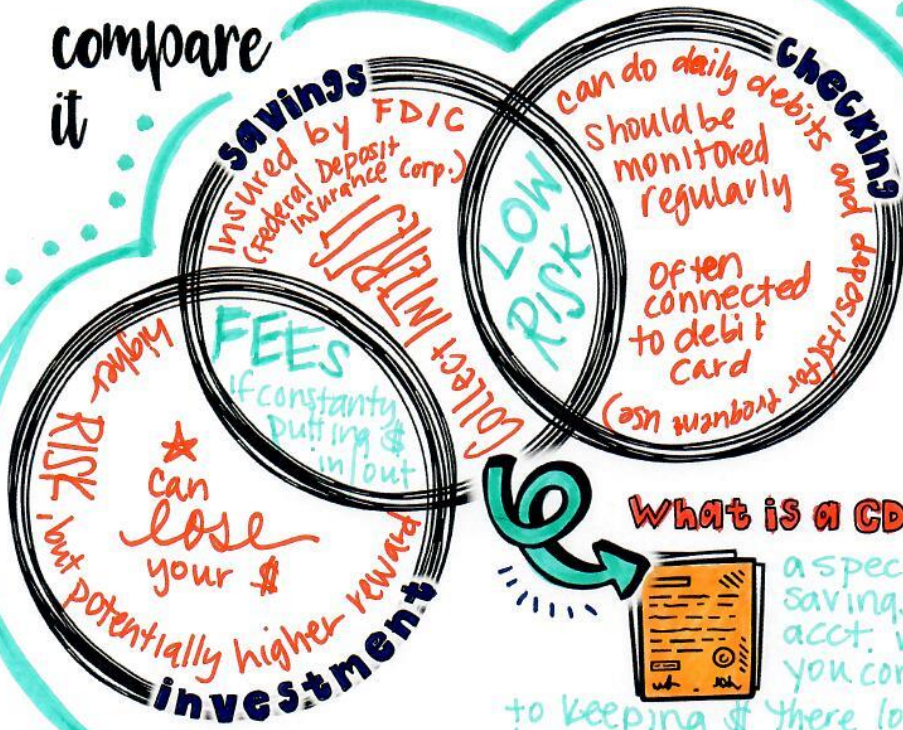 compare
it
savings
Insured by FDIC
(Federal Deposit
Insurance Corp.)
Collect INTEREST
LOW
RISK
checking
can do daily debits and deposits (for frequent use)
should be
monitored
regularly
often
connected
to debit
card
FEES
if constanty
putting $
in/out
higher RISK, but potentially higher reward
can
lose
your $
investment
What is a CD
a spec
saving
acct.
you com
to keeping $ there lo